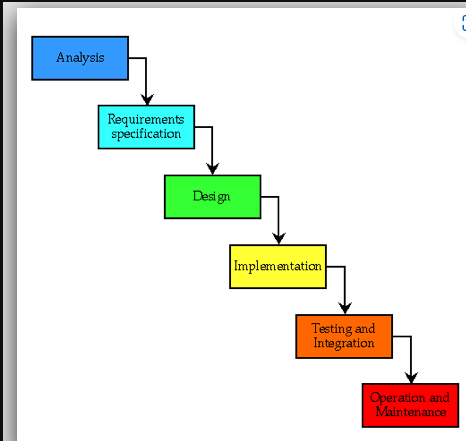 Analysis
Requirements
specification
Design
Implementation
Testing and
Integration
Operation and
Maintenance